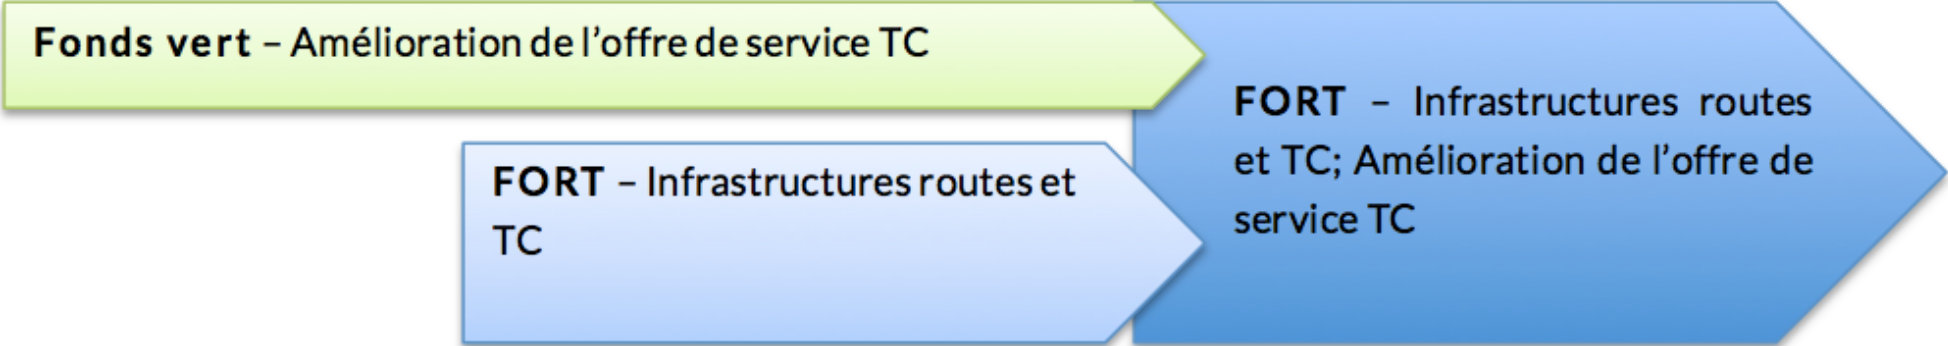 Fonds vert – Amélioration de l’offre de service TC
FORT – Infrastructures routes et
TC
FORT – Infrastructures routes
et TC; Amélioration de l’offre de
service TC